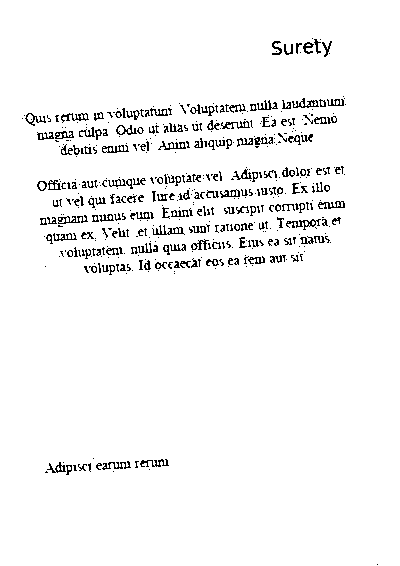 Surety
Quis rerum in voluptatum. Voluptatem nulla laudantium
magna culpa. Odio ut alias ut deserunt. Ea est. Nemo
debitis enim vel. Anim aliquip magna Neque
Officia aut cumque voluptate vel. Adipisci dolor est et
ut vel qui facere. Iure id accusamus iusto. Ex illo
magnam minus eum. Enim elit, suscipit corrupti enim
quam ex. Velit et ullam sunt ratione ut. Tempora et
voluptatem, nulla quia officiis. Eius ea sit natus
voluptas. Id occaecat eos ea rem aut sit
Adipisci earum rerum